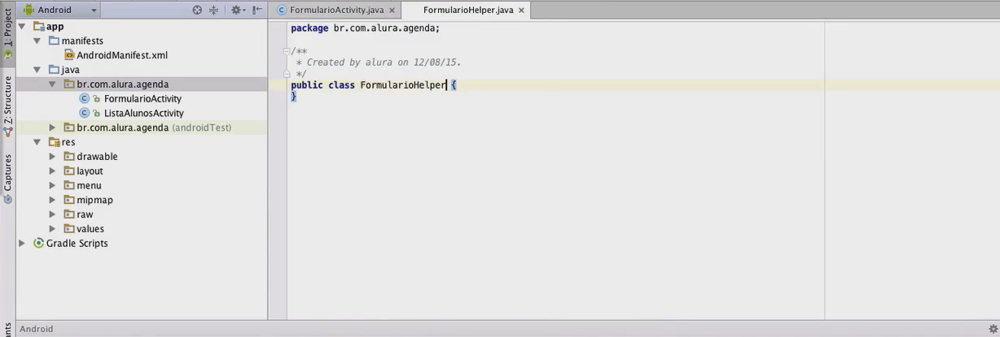 Android
FormularioActivity.java
FormularioHelper.java
1: Project
Z: Structure
Captures
app
manifests
AndroidManifest.xml
java
br.com.alura.agenda
FormularioActivity
ListaAlunosActivity
br.com.alura.agenda (androidTest)
res
drawable
layout
menu
mipmap
raw
values
Gradle Scripts
package br.com.alura.agenda;
/**
* Created by alura on 12/08/15.
*/
public class FormularioHelper {
}
Android